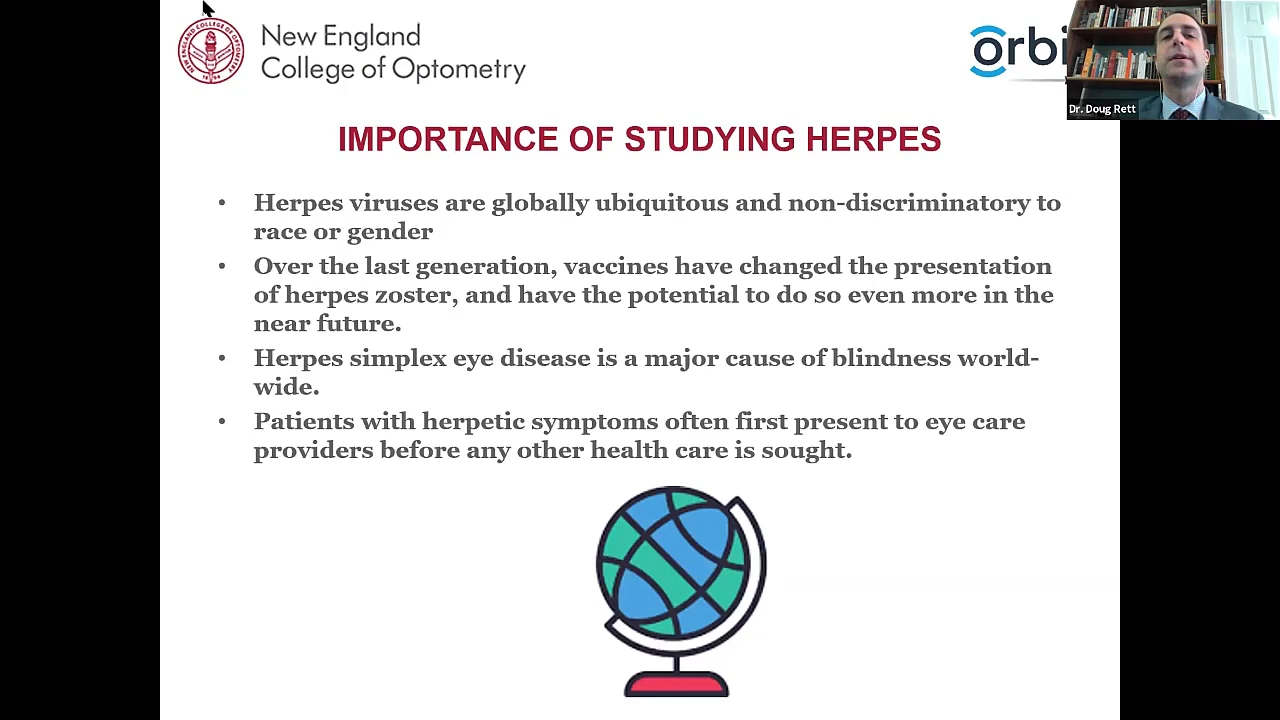 New England
College of Optometry
orbi
Dr. Doug Rett
IMPORTANCE OF STUDYING HERPES
• Herpes viruses are globally ubiquitous and non-discriminatory to
race or gender
• Over the last generation, vaccines have changed the presentation
of herpes zoster, and have the potential to do so even more in the
near future.
• Herpes simplex eye disease is a major cause of blindness world-
wide.
• Patients with herpetic symptoms often first present to eye care
providers before any other health care is sought.